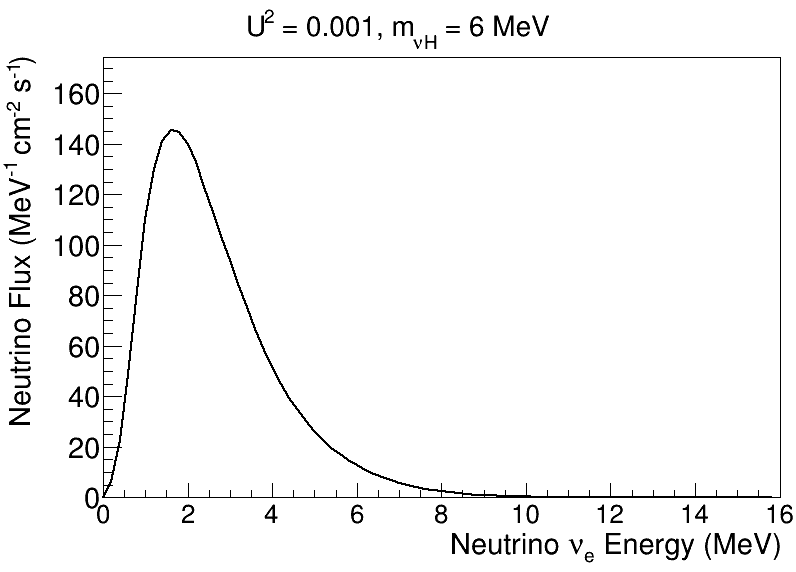 U² = 0.001, m_νH = 6 MeV
Neutrino Flux (MeV⁻¹ cm⁻² s⁻¹)
160
140
120
100
80
60
40
20
0
0 2 4 6 8 10 12 14 16
Neutrino ν_e Energy (MeV)